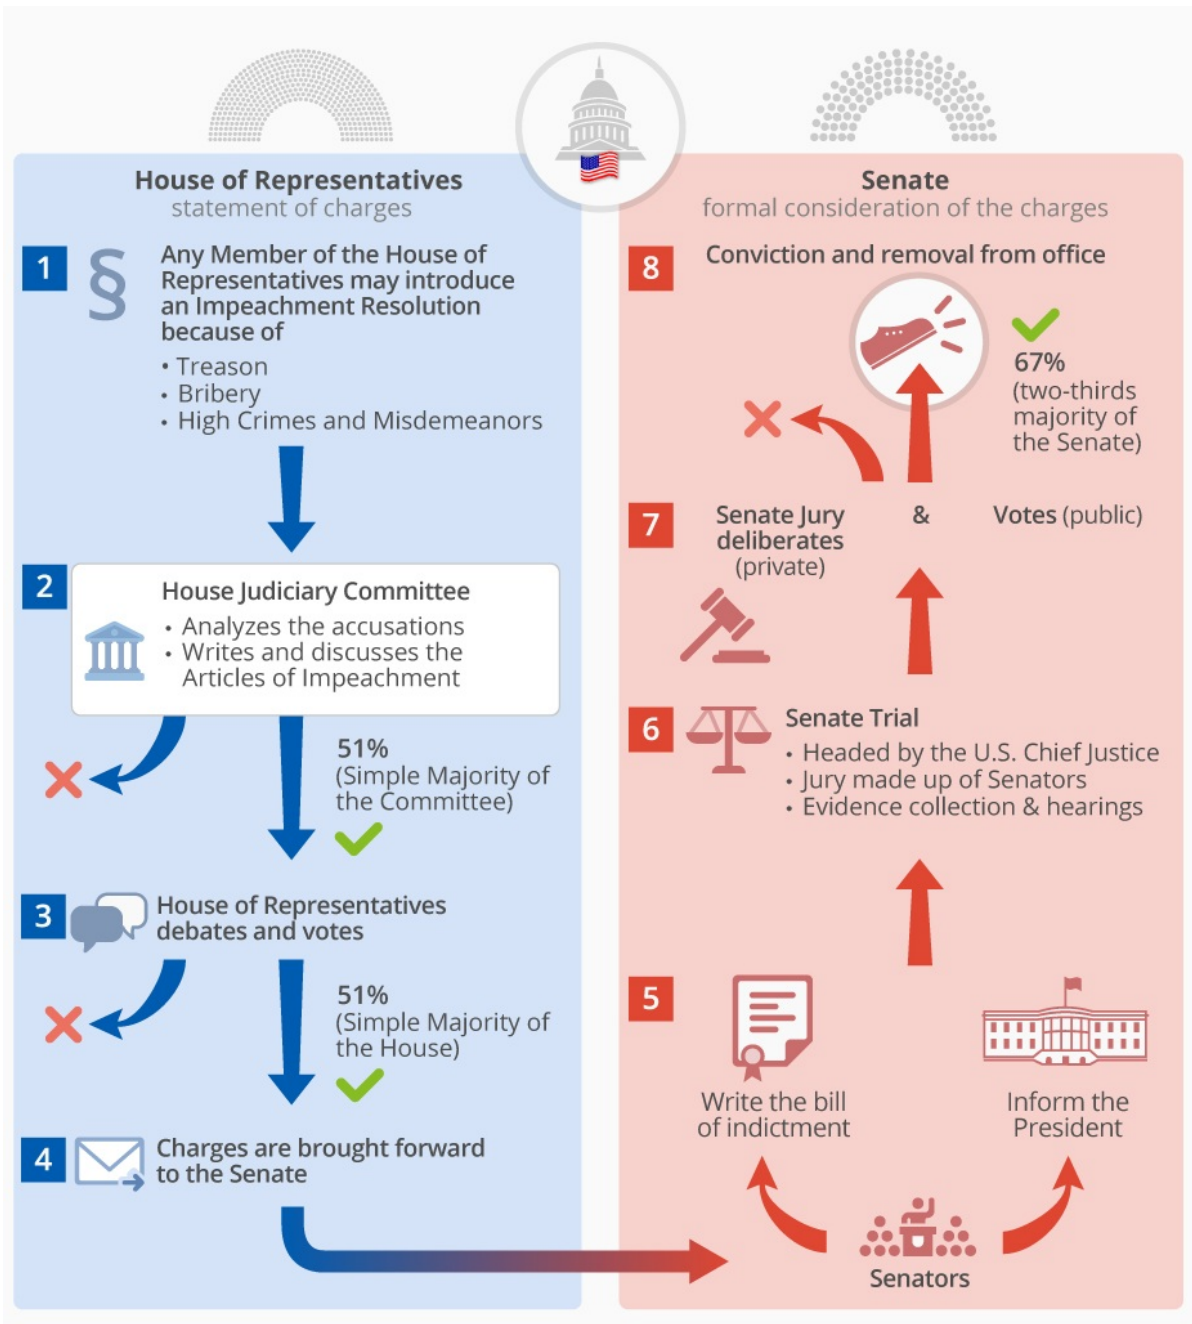 House of Representatives
statement of charges
1
§
Any Member of the House of
Representatives may introduce
an Impeachment Resolution
because of
• Treason
• Bribery
• High Crimes and Misdemeanors
2
House Judiciary Committee
• Analyzes the accusations
• Writes and discusses the
Articles of Impeachment
51%
(Simple Majority of
the Committee)
3
House of Representatives
debates and votes
51%
(Simple Majority of
the House)
4
Charges are brought forward
to the Senate
Senate
formal consideration of the charges
8
Conviction and removal from office
67%
(two-thirds
majority of
the Senate)
7
Senate Jury
deliberates
(private)
&
Votes (public)
6
Senate Trial
• Headed by the U.S. Chief Justice
• Jury made up of Senators
• Evidence collection & hearings
5
Write the bill
of indictment
Inform the
President
Senators